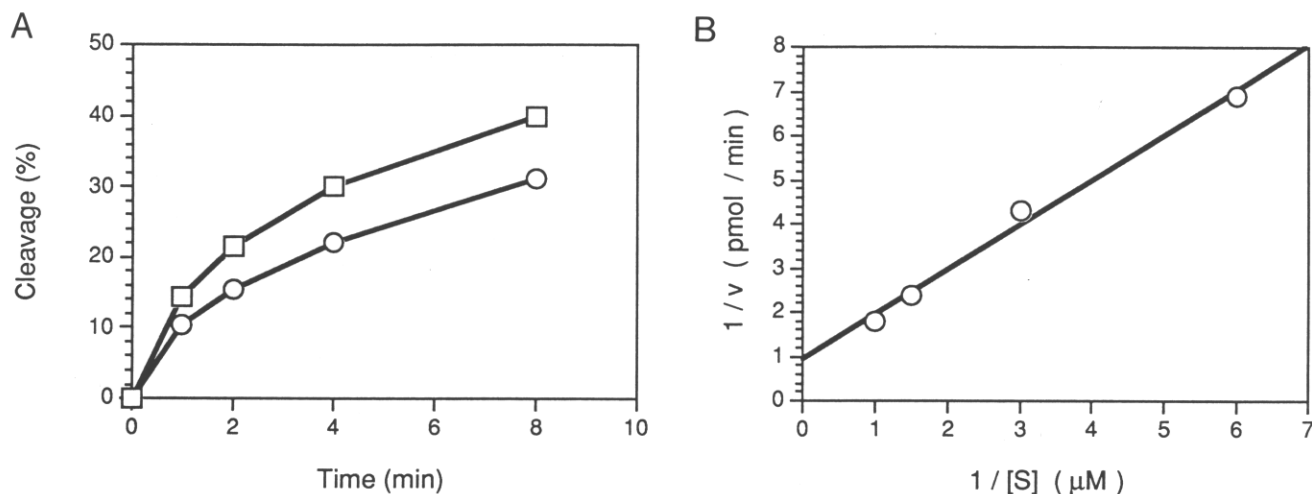 A
50
40
30
20
10
0
Cleavage (%)
0 2 4 6 8 10
Time (min)
B
8
7
6
5
4
3
2
1
0
1 / v ( pmol / min )
0 1 2 3 4 5 6 7
1 / [S] ( μM )